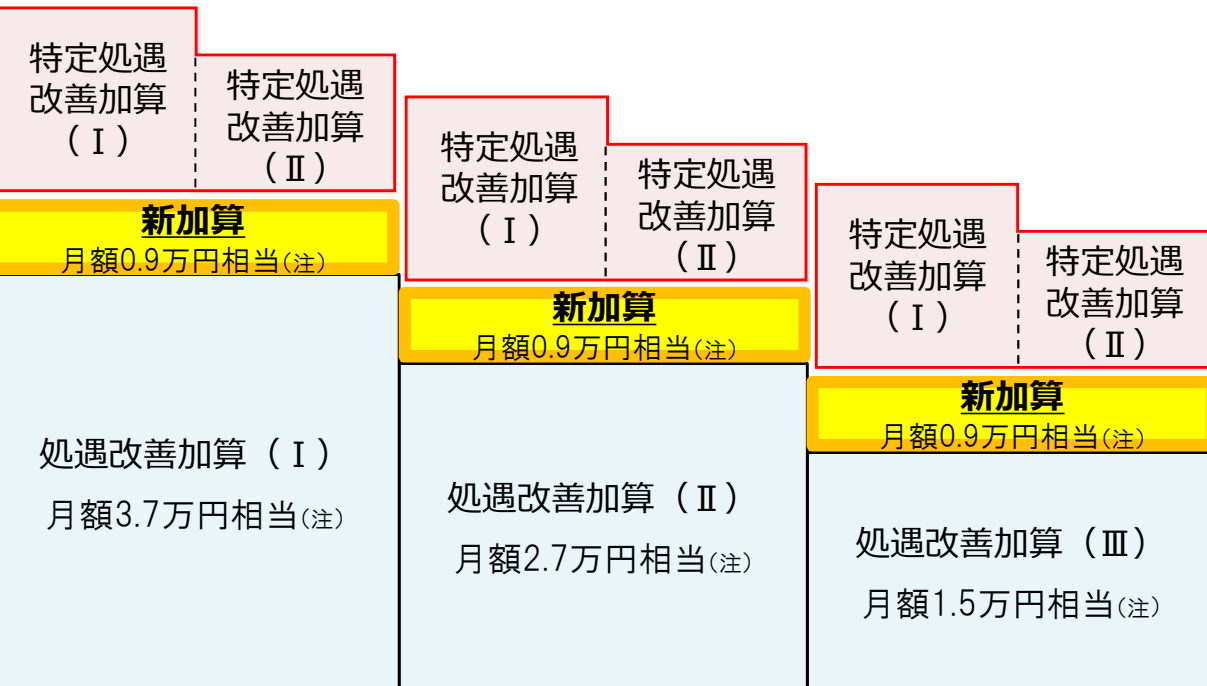 特定処遇
改善加算
（Ⅰ）
特定処遇
改善加算
（Ⅱ）
新加算
月額0.9万円相当(注)
処遇改善加算（Ⅰ）
月額3.7万円相当(注)
特定処遇
改善加算
（Ⅰ）
特定処遇
改善加算
（Ⅱ）
新加算
月額0.9万円相当(注)
処遇改善加算（Ⅱ）
月額2.7万円相当(注)
特定処遇
改善加算
（Ⅰ）
特定処遇
改善加算
（Ⅱ）
新加算
月額0.9万円相当(注)
処遇改善加算（Ⅲ）
月額1.5万円相当(注)